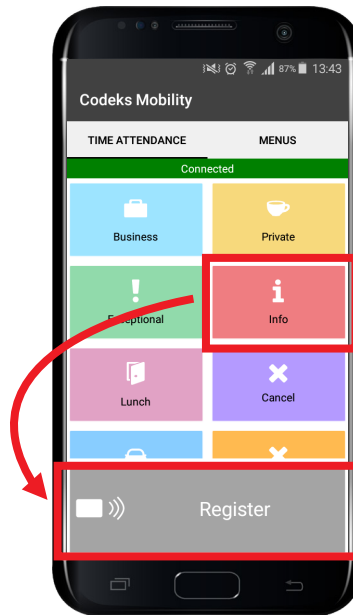 87% 13:43
Codeks Mobility
TIME ATTENDANCE MENUS
Connected
Business Private
Exceptional Info
Lunch Cancel
Register